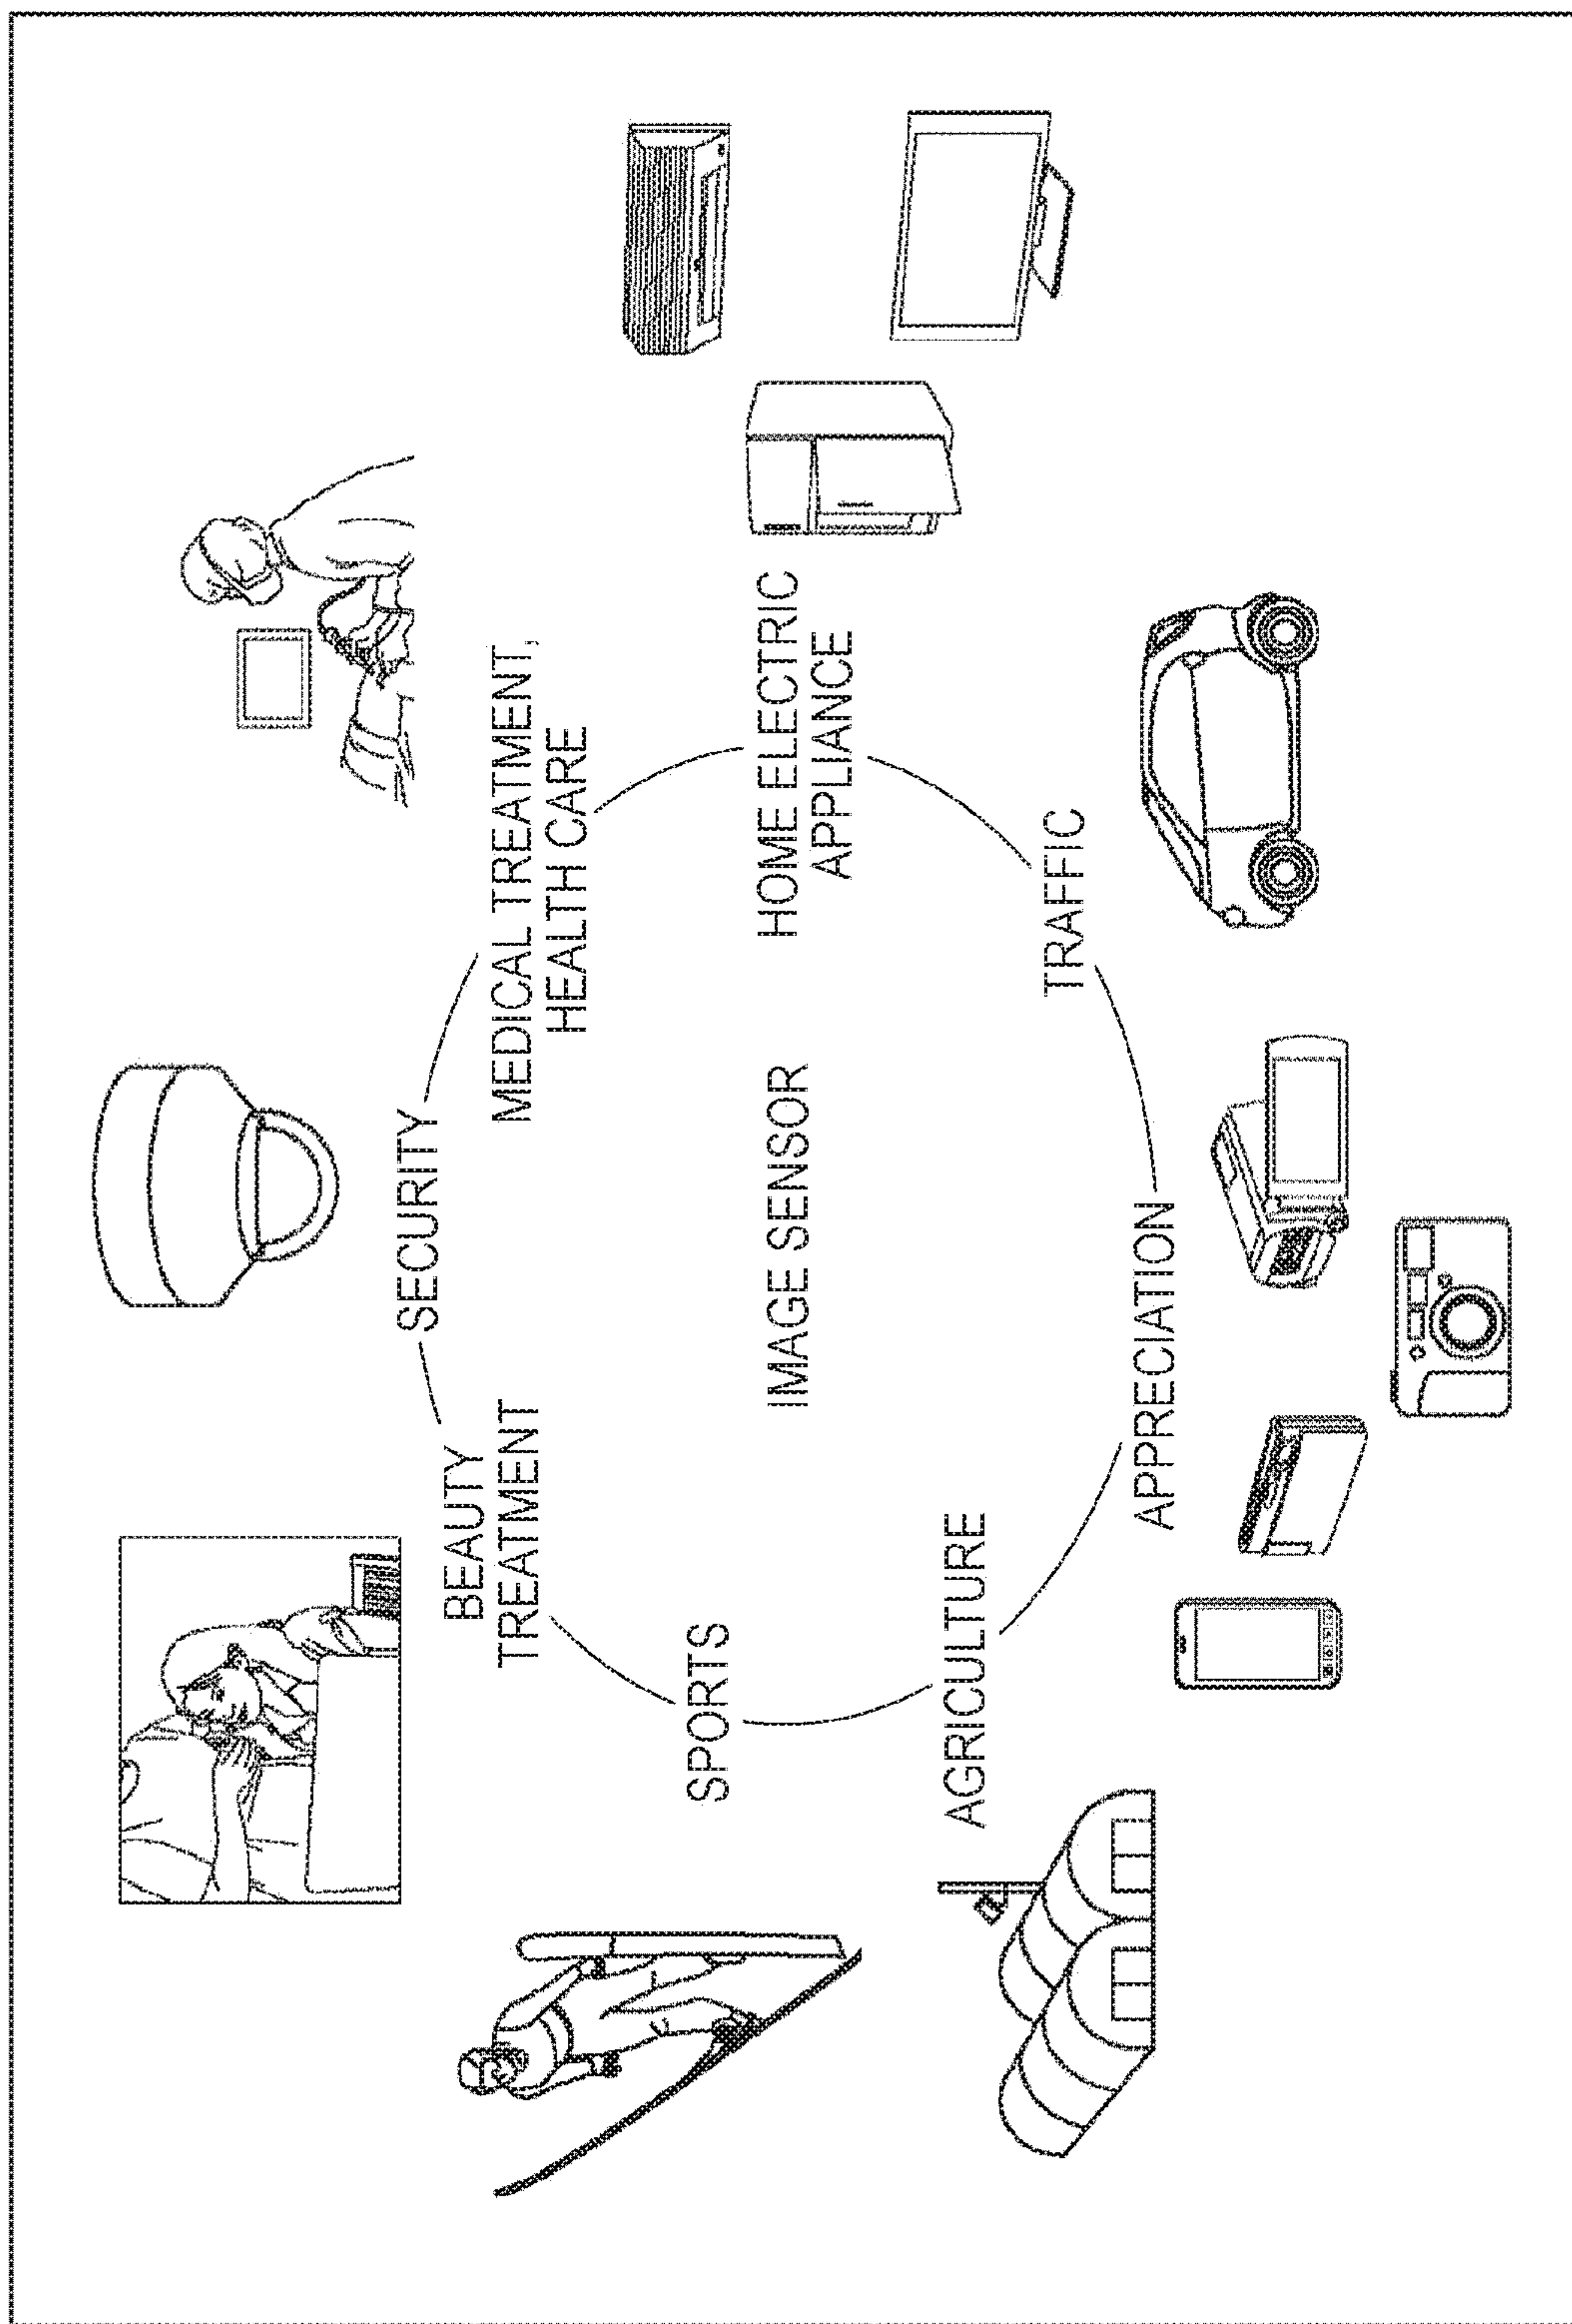 SECURITY
BEAUTY
TREATMENT
MEDICAL TREATMENT,
HEALTH CARE
SPORTS
IMAGE SENSOR
HOME ELECTRIC
APPLIANCE
AGRICULTURE
TRAFFIC
APPRECIATION